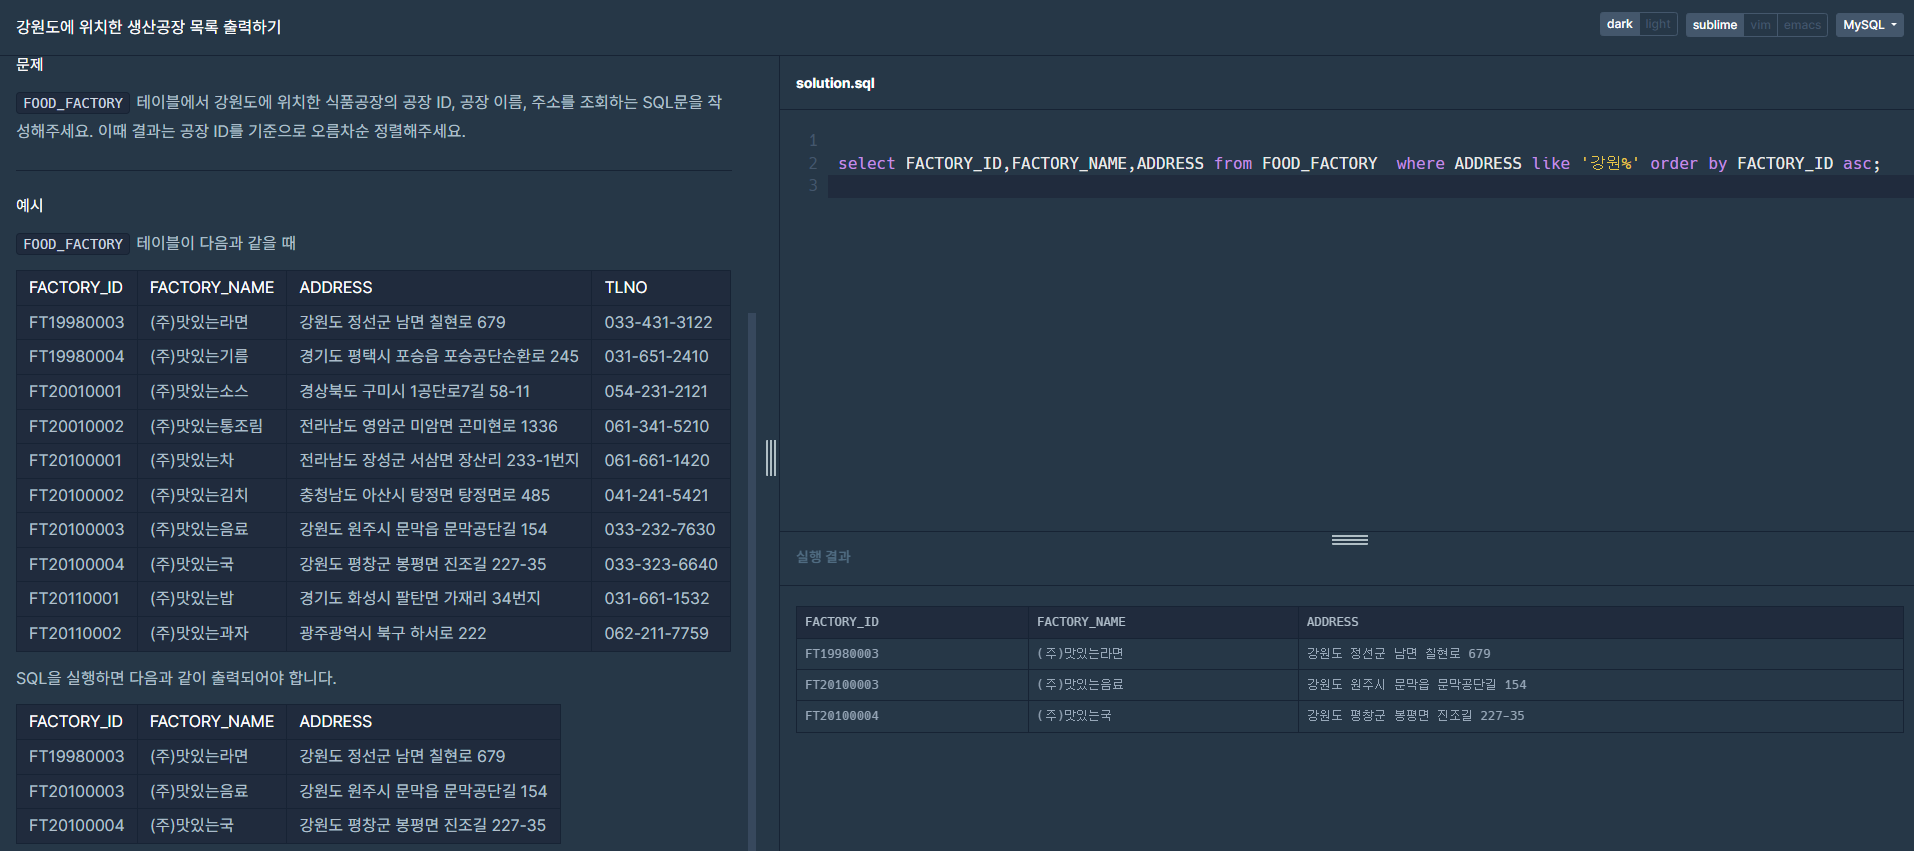 강원도에 위치한 생산공장 목록 출력하기
dark light sublime vim emacs MySQL
문제
FOOD_FACTORY 테이블에서 강원도에 위치한 식품공장의 공장 ID, 공장 이름, 주소를 조회하는 SQL문을 작
성해주세요. 이때 결과는 공장 ID를 기준으로 오름차순 정렬해주세요.
예시
FOOD_FACTORY 테이블이 다음과 같을 때
FACTORY_ID FACTORY_NAME ADDRESS TLNO
FT19980003 (주)맛있는라면 강원도 정선군 남면 칠현로 679 033-431-3122
FT19980004 (주)맛있는기름 경기도 평택시 포승읍 포승공단순환로 245 031-651-2410
FT20010001 (주)맛있는소스 경상북도 구미시 1공단로7길 58-11 054-231-2121
FT20010002 (주)맛있는통조림 전라남도 영암군 미암면 곤미현로 1336 061-341-5210
FT20100001 (주)맛있는차 전라남도 장성군 서삼면 장산리 233-1번지 061-661-1420
FT20100002 (주)맛있는김치 충청남도 아산시 탕정면 탕정면로 485 041-241-5421
FT20100003 (주)맛있는음료 강원도 원주시 문막읍 문막공단길 154 033-232-7630
FT20100004 (주)맛있는국 강원도 평창군 봉평면 진조길 227-35 033-323-6640
FT20110001 (주)맛있는밥 경기도 화성시 팔탄면 가재리 34번지 031-661-1532
FT20110002 (주)맛있는과자 광주광역시 북구 하서로 222 062-211-7759
SQL을 실행하면 다음과 같이 출력되어야 합니다.
FACTORY_ID FACTORY_NAME ADDRESS
FT19980003 (주)맛있는라면 강원도 정선군 남면 칠현로 679
FT20100003 (주)맛있는음료 강원도 원주시 문막읍 문막공단길 154
FT20100004 (주)맛있는국 강원도 평창군 봉평면 진조길 227-35
solution.sql
1
2 select FACTORY_ID,FACTORY_NAME,ADDRESS from FOOD_FACTORY  where ADDRESS like '강원%' order by FACTORY_ID asc;
3
실행 결과
FACTORY_ID FACTORY_NAME ADDRESS
FT19980003 (주)맛있는라면 강원도 정선군 남면 칠현로 679
FT20100003 (주)맛있는음료 강원도 원주시 문막읍 문막공단길 154
FT20100004 (주)맛있는국 강원도 평창군 봉평면 진조길 227-35